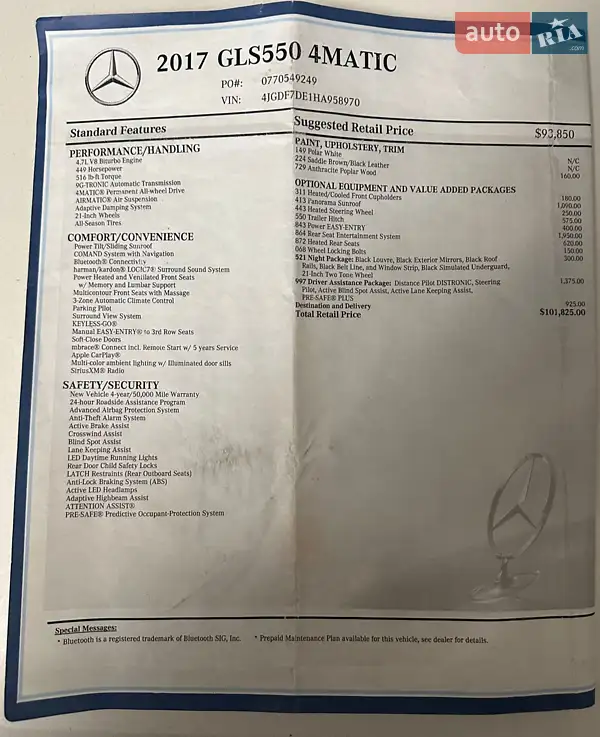 auto RIA .com
2017 GLS550 4MATIC
PO#: 0770549249
VIN: 4JGDF7DE1HA958970
Standard Features
PERFORMANCE/HANDLING
4.7L V8 Biturbo Engine
449 Horsepower
516 lb-ft Torque
9G-TRONIC Automatic Transmission
4MATIC® Permanent All-wheel Drive
AIRMATIC® Air Suspension
Adaptive Damping System
21-Inch Wheels
All-Season Tires
COMFORT/CONVENIENCE
Power Tilt/Sliding Sunroof
COMAND System with Navigation
Bluetooth® Connectivity
harman/kardon® LOGIC7® Surround Sound System
Power Heated and Ventilated Front Seats
w/ Memory and Lumbar Support
Multicontour Front Seats with Massage
3-Zone Automatic Climate Control
Parking Pilot
Surround View System
KEYLESS-GO®
Manual EASY-ENTRY® to 3rd Row Seats
Soft-Close Doors
mbrace® Connect incl. Remote Start w/ 5 years Service
Apple CarPlay®
Multi-color ambient lighting w/ Illuminated door sills
SiriusXM® Radio
SAFETY/SECURITY
New Vehicle 4-year/50,000 Mile Warranty
24-hour Roadside Assistance Program
Advanced Airbag Protection System
Anti-Theft Alarm System
Active Brake Assist
Crosswind Assist
Blind Spot Assist
Lane Keeping Assist
LED Daytime Running Lights
Rear Door Child Safety Locks
LATCH Restraints (Rear Outboard Seats)
Anti-Lock Braking System (ABS)
Active LED Headlamps
Adaptive Highbeam Assist
ATTENTION ASSIST®
PRE-SAFE® Predictive Occupant-Protection System
Suggested Retail Price $93,850
PAINT, UPHOLSTERY, TRIM
149 Polar White N/C
224 Saddle Brown/Black Leather N/C
729 Anthracite Poplar Wood 160.00
OPTIONAL EQUIPMENT AND VALUE ADDED PACKAGES
311 Heated/Cooled Front Cupholders 180.00
413 Panorama Sunroof 1,090.00
443 Heated Steering Wheel 250.00
550 Trailer Hitch 575.00
843 Power EASY-ENTRY 400.00
864 Rear Seat Entertainment System 1,950.00
872 Heated Rear Seats 620.00
068 Wheel Locking Bolts 150.00
521 Night Package: Black Louvre, Black Exterior Mirrors, Black Roof 300.00
Rails, Black Belt Line, and Window Strip, Black Simulated Underguard,
21-Inch Two Tone Wheel
997 Driver Assistance Package: Distance Pilot DISTRONIC, Steering 1,375.00
Pilot, Active Blind Spot Assist, Active Lane Keeping Assist,
PRE-SAFE® PLUS
Destination and Delivery 925.00
Total Retail Price $101,825.00
Special Messages:
* Bluetooth is a registered trademark of Bluetooth SIG, Inc. * Prepaid Maintenance Plan available for this vehicle, see dealer for details.